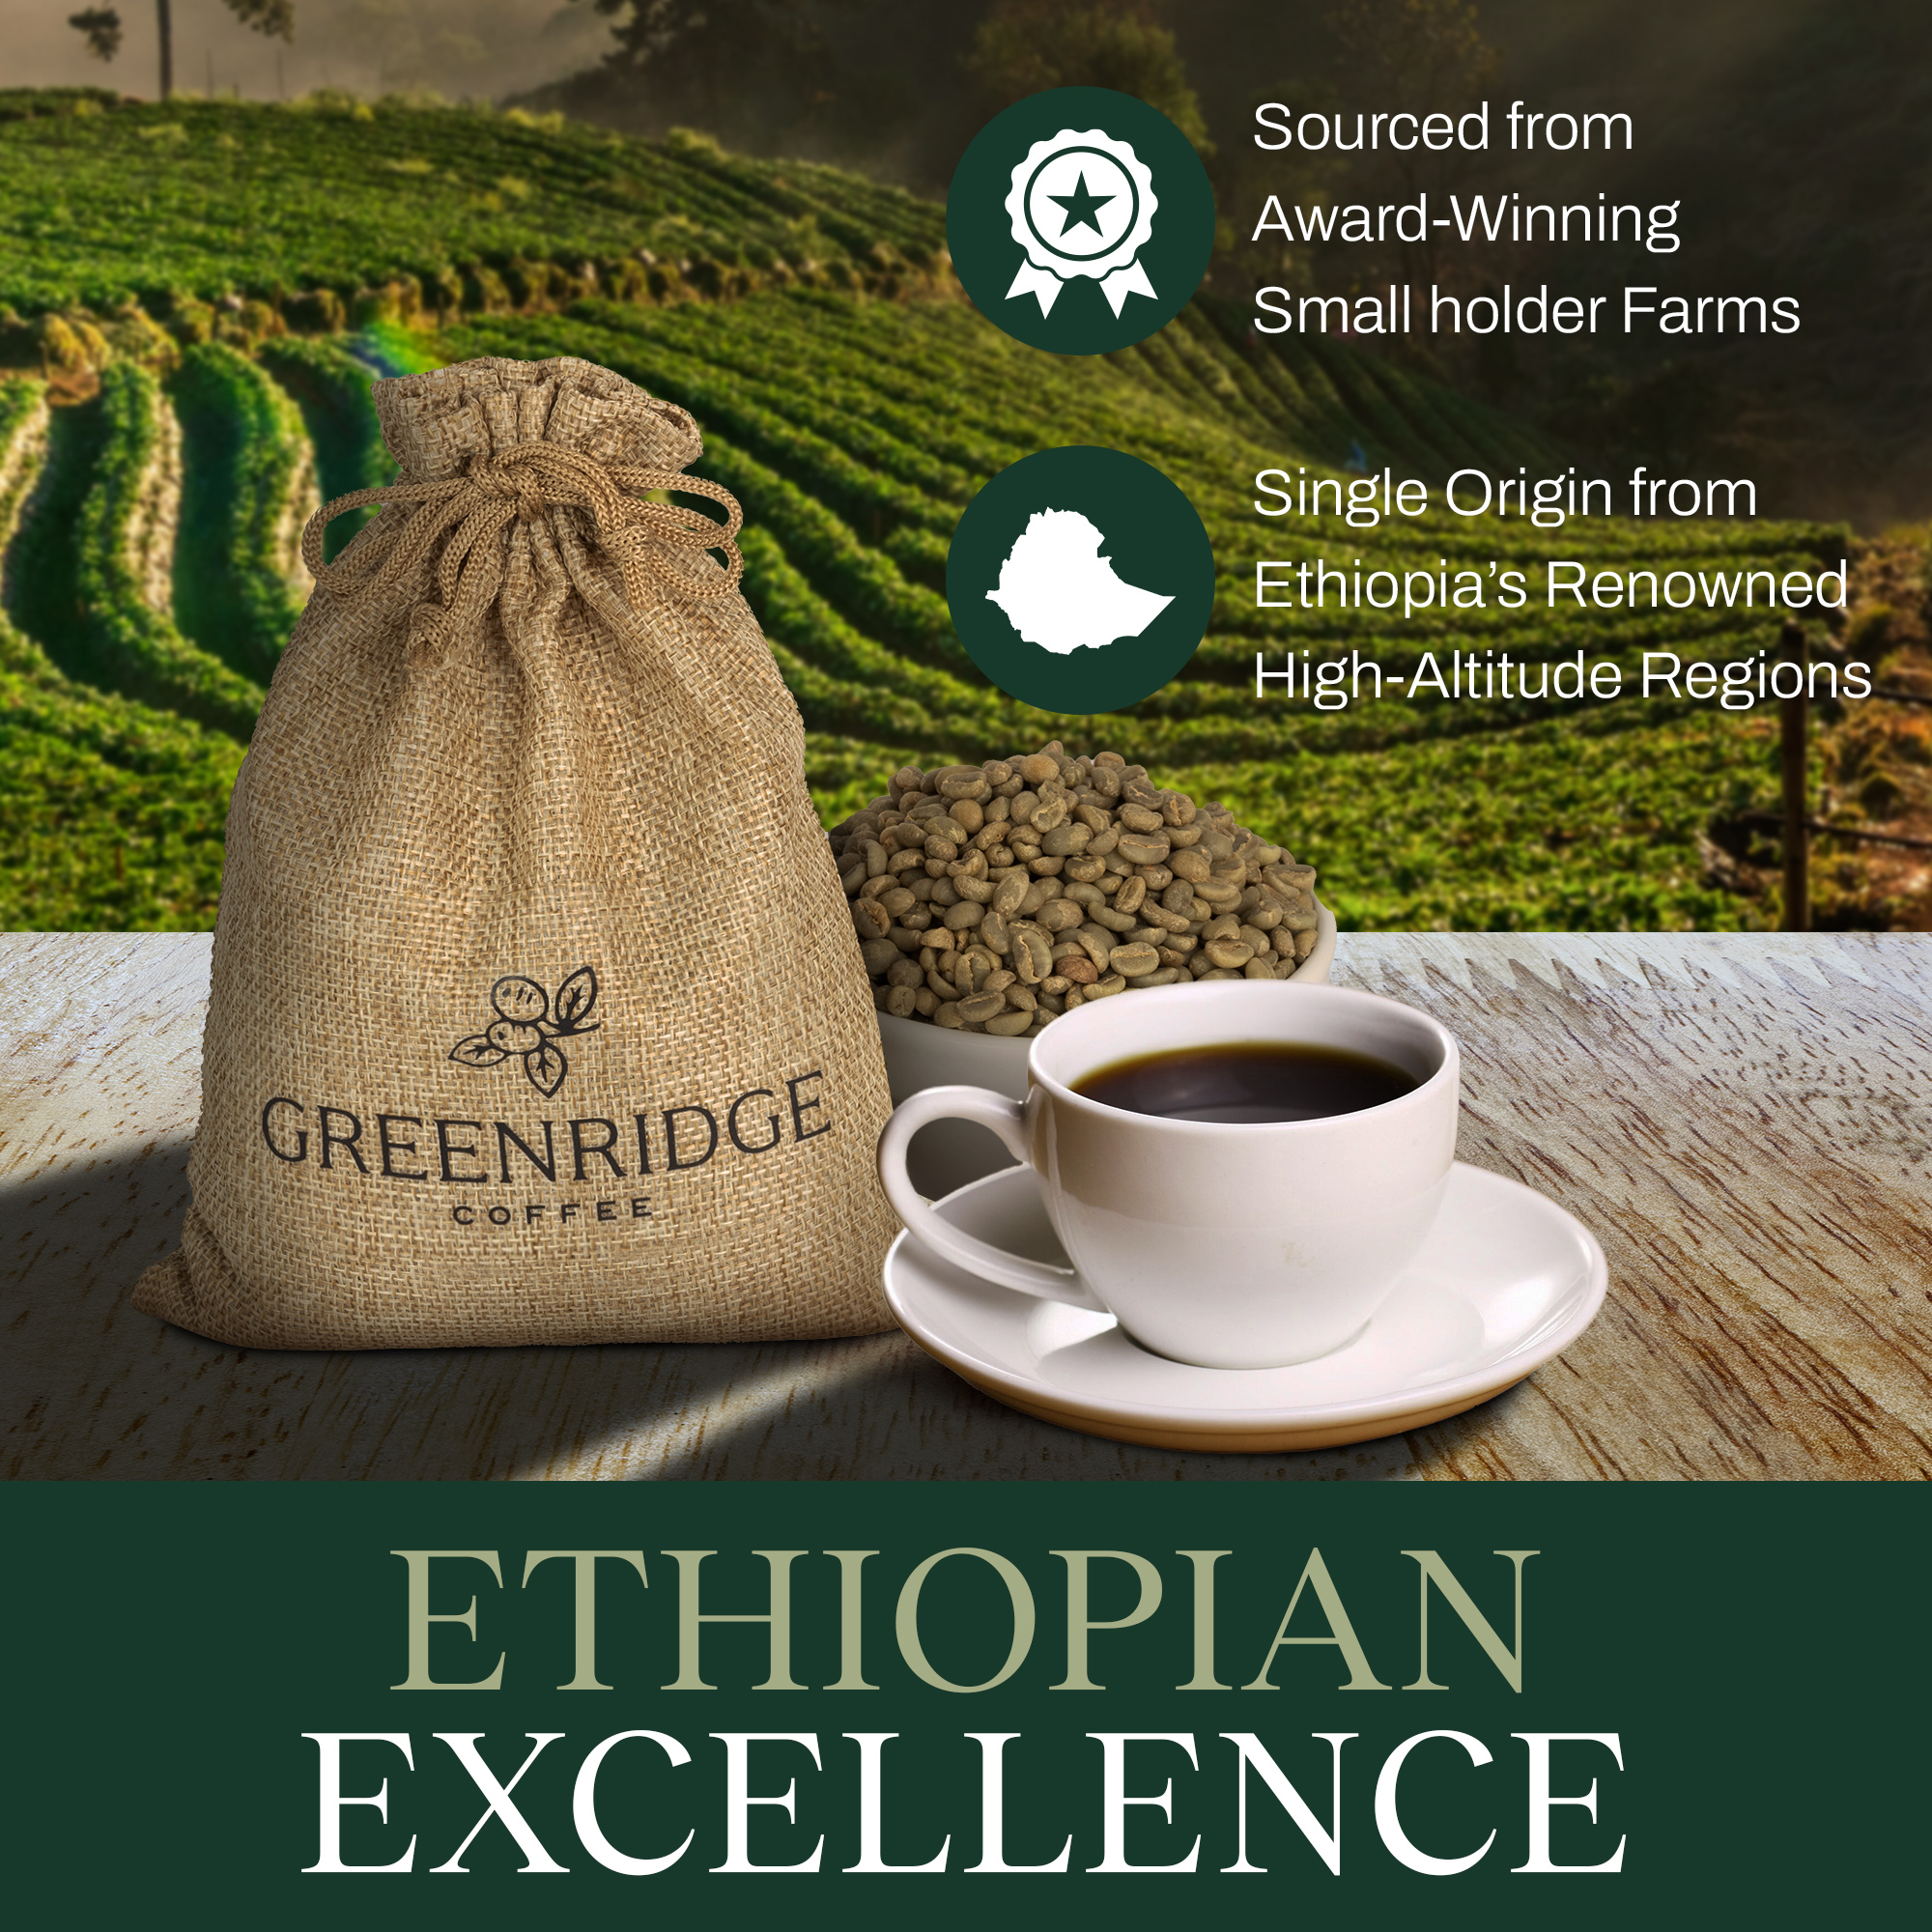 Sourced from
Award-Winning
Small holder Farms
Single Origin from
Ethiopia’s Renowned
High-Altitude Regions
GREENRIDGE
COFFEE
ETHIOPIAN
EXCELLENCE